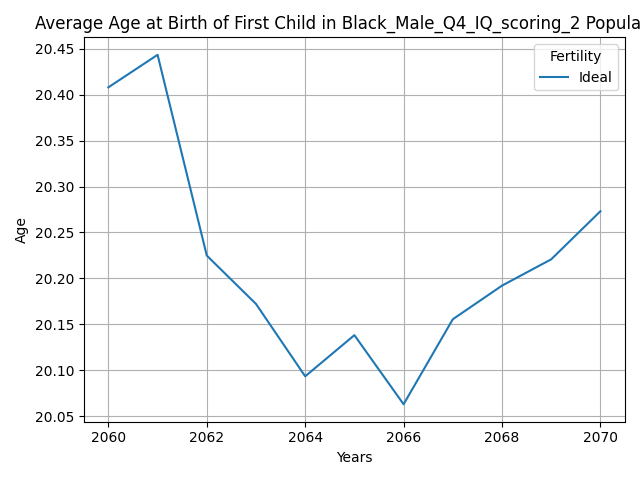 Average Age at Birth of First Child in Black_Male_Q4_IQ_scoring_2 Popula
Fertility
Ideal
20.45
20.40
20.35
20.30
20.25
20.20
20.15
20.10
20.05
Age
2060 2062 2064 2066 2068 2070
Years